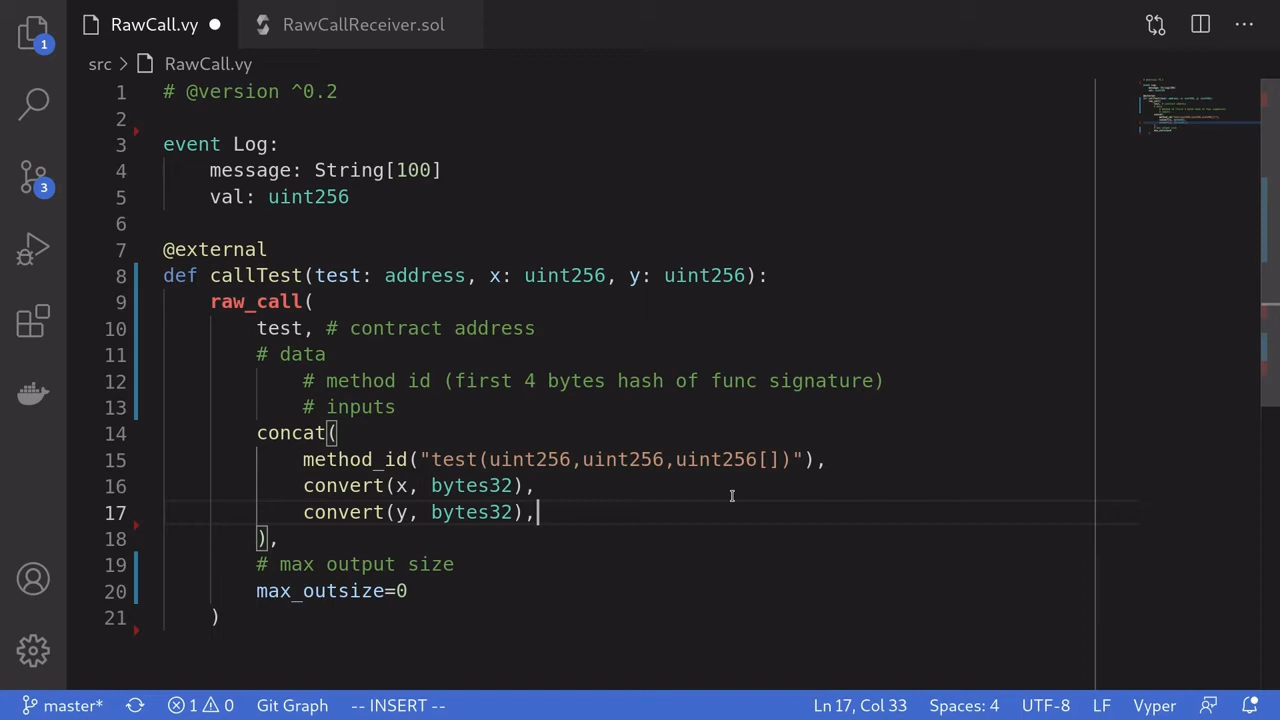 RawCall.vy
RawCallReceiver.sol
src > RawCall.vy
1 # @version ^0.2
2
3 event Log:
4 message: String[100]
5 val: uint256
6
7 @external
8 def callTest(test: address, x: uint256, y: uint256):
9 raw_call(
10 test, # contract address
11 # data
12 # method id (first 4 bytes hash of func signature)
13 # inputs
14 concat(
15 method_id("test(uint256,uint256,uint256[])"),
16 convert(x, bytes32),
17 convert(y, bytes32),
18 ),
19 # max output size
20 max_outsize=0
21 )
1
3
master* 1 0 Git Graph -- INSERT -- Ln 17, Col 33 Spaces: 4 UTF-8 LF Vyper